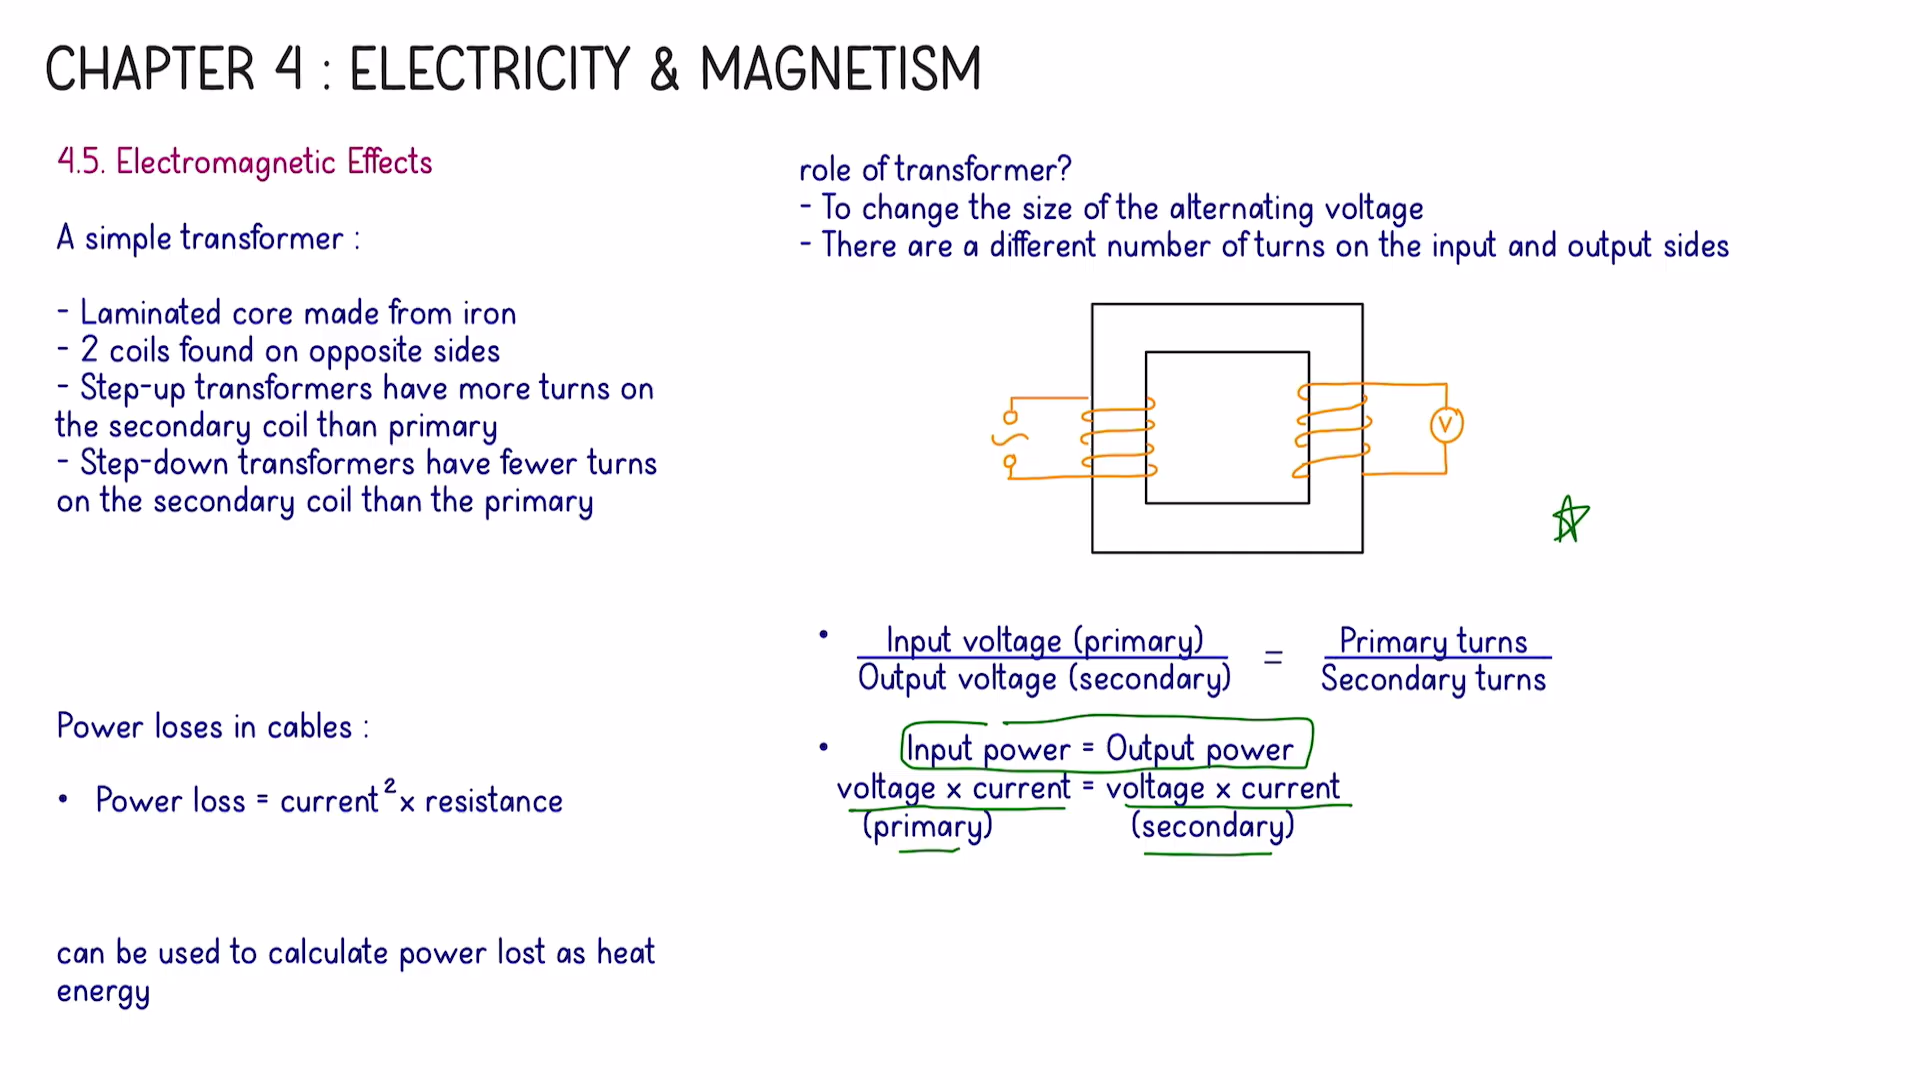 CHAPTER 4 : ELECTRICITY & MAGNETISM
4.5. Electromagnetic Effects
A simple transformer :
- Laminated core made from iron
- 2 coils found on opposite sides
- Step-up transformers have more turns on
the secondary coil than primary
- Step-down transformers have fewer turns
on the secondary coil than the primary
Power loses in cables :
• Power loss = current² x resistance
can be used to calculate power lost as heat
energy
role of transformer?
- To change the size of the alternating voltage
- There are a different number of turns on the input and output sides
V
• Input voltage (primary) = Primary turns
Output voltage (secondary) Secondary turns
• Input power = Output power
voltage x current = voltage x current
(primary) (secondary)